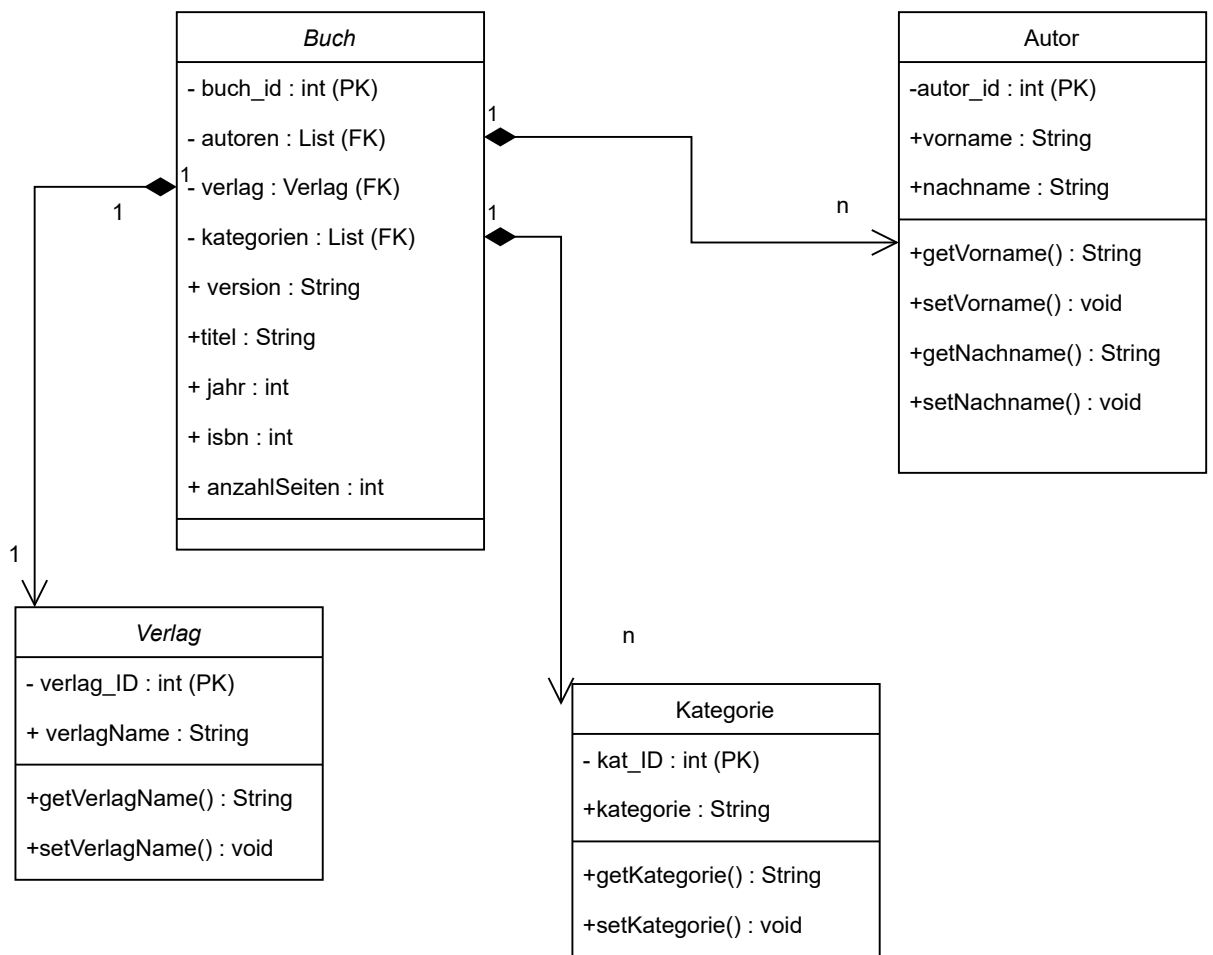 Buch
- buch_id : int (PK)
- autoren : List (FK)
- verlag : Verlag (FK)
- kategorien : List (FK)
+ version : String
+titel : String
+ jahr : int
+ isbn : int
+ anzahlSeiten : int
1
1
1
1
1
n
n
Autor
-autor_id : int (PK)
+vorname : String
+nachname : String
+getVorname() : String
+setVorname() : void
+getNachname() : String
+setNachname() : void
Verlag
- verlag_ID : int (PK)
+ verlagName : String
+getVerlagName() : String
+setVerlagName() : void
Kategorie
- kat_ID : int (PK)
+kategorie : String
+getKategorie() : String
+setKategorie() : void